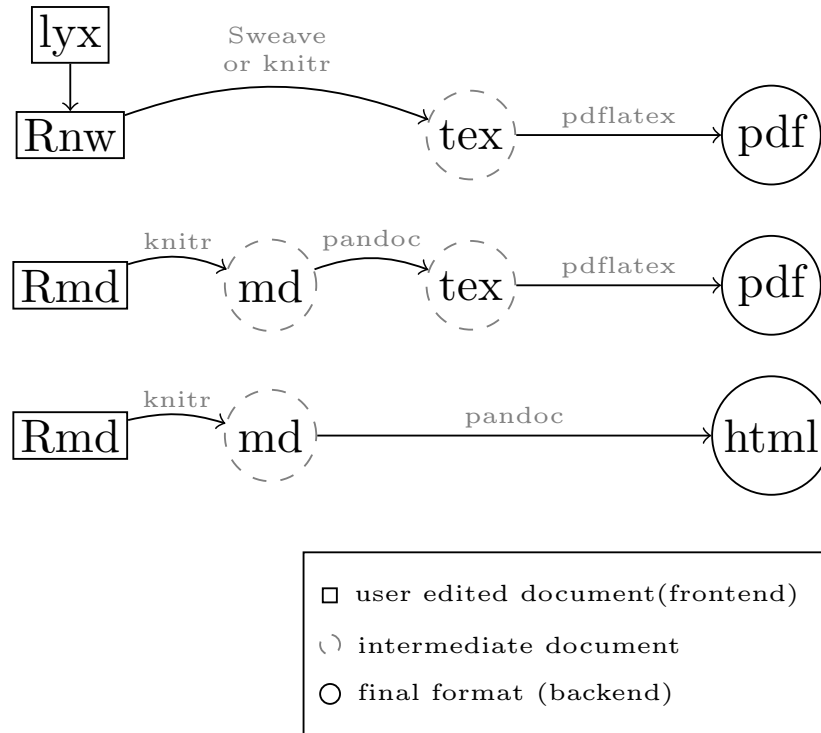 lyx
Sweave
or knitr
Rnw
tex
pdflatex
pdf
knitr
pandoc
Rmd
md
tex
pdflatex
pdf
knitr
pandoc
Rmd
md
html
user edited document(frontend)
intermediate document
final format (backend)